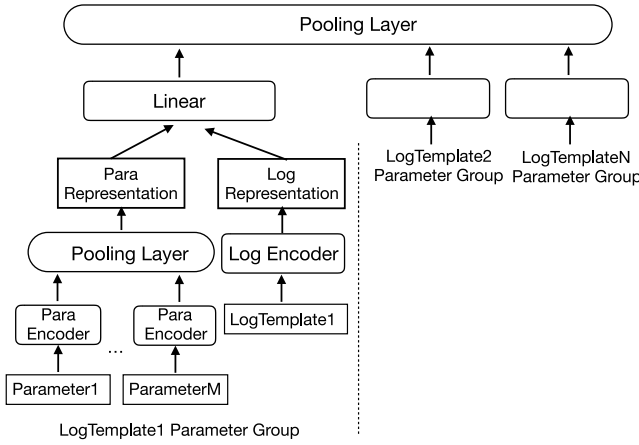 Pooling Layer
Linear
Para
Representation
Log
Representation
Pooling Layer
Log Encoder
Para
Encoder
...
Para
Encoder
LogTemplate1
Parameter1
ParameterM
LogTemplate1 Parameter Group
LogTemplate2
Parameter Group
LogTemplateN
Parameter Group